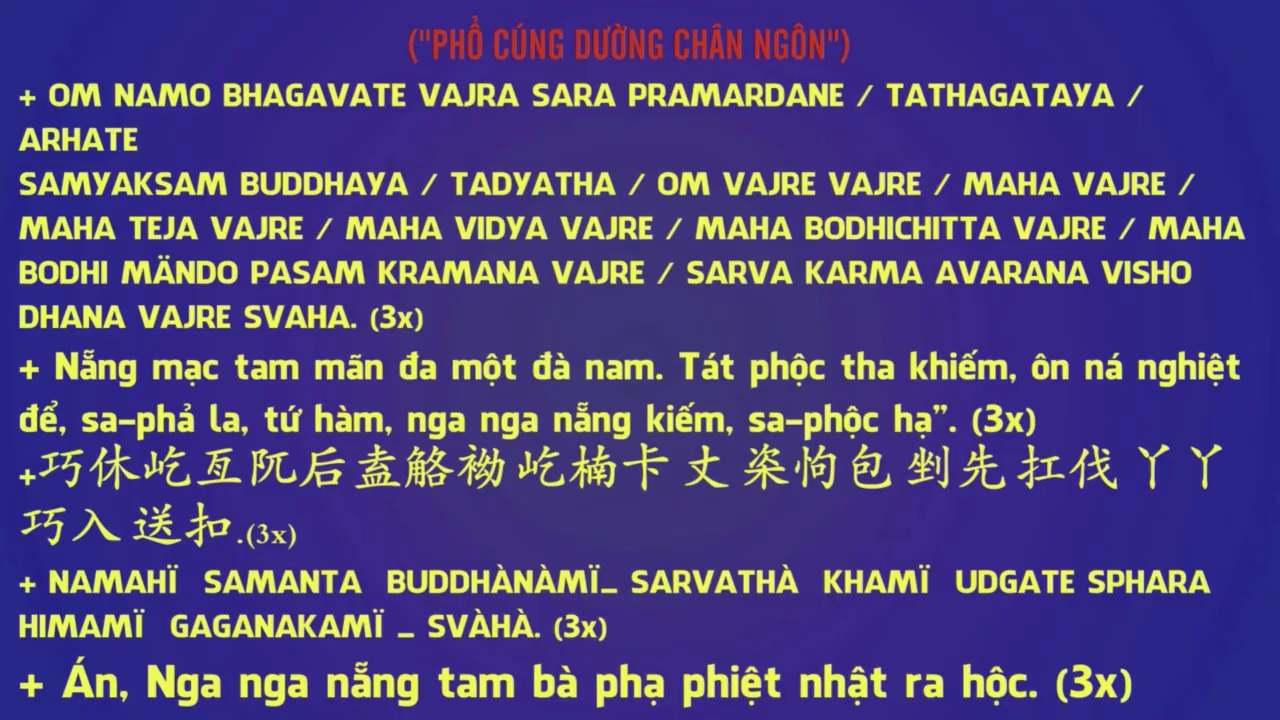 ("PHỔ CÚNG DƯỜNG CHÂN NGÔN")
+ OM NAMO BHAGAVATE VAJRA SARA PRAMARDANE / TATHAGATAYA /
ARHATE
SAMYAKSAM BUDDHAYA / TADYATHA / OM VAJRE VAJRE / MAHA VAJRE /
MAHA TEJA VAJRE / MAHA VIDYA VAJRE / MAHA BODHICHITTA VAJRE / MAHA
BODHI MÄNDO PASAM KRAMANA VAJRE / SARVA KARMA AVARANA VISHO
DHANA VAJRE SVAHA. (3x)
+ Nẵng mạc tam mãn đa một đà nam. Tát phộc tha khiếm, ôn ná nghiệt
để, sa-phả la, tứ hàm, nga nga nẵng kiếm, sa-phộc hạ”. (3x)
+巧休屹亙阢后盍觡袎屹楠卡丈粢怐包剉先扛伐丫丫
巧入送扣.(3x)
+ NAMAHÏ SAMANTA BUDDHÀNÀMÏ_ SARVATHÀ KHAMÏ UDGATE SPHARA
HIMAMÏ GAGANAKAMÏ _ SVÀHÀ. (3x)
+ Án, Nga nga nẵng tam bà phạ phiệt nhật ra hộc. (3x)